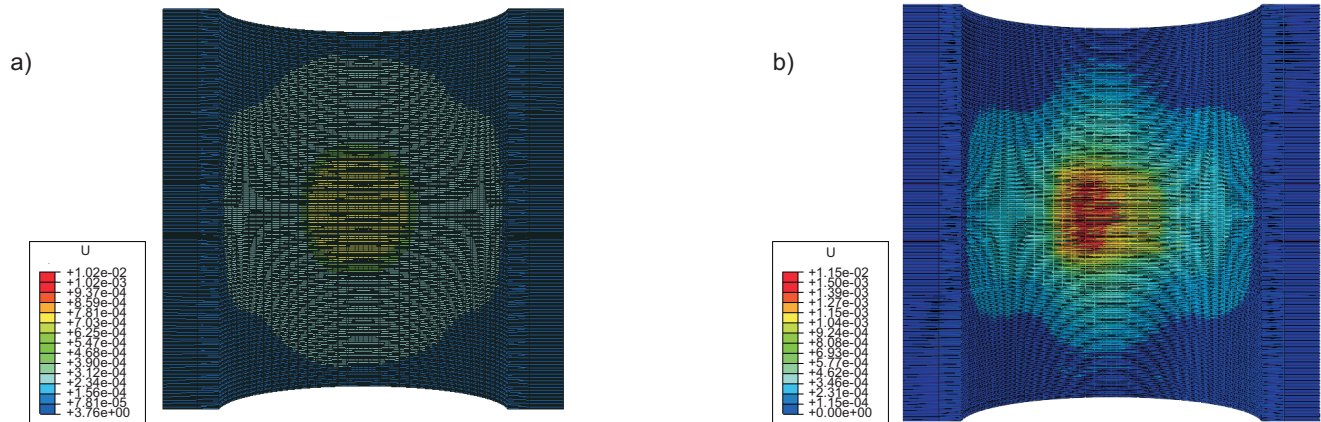 a)
U
+1.02e-02
+1.02e-03
+9.37e-04
+8.59e-04
+7.81e-04
+7.03e-04
+6.25e-04
+5.47e-04
+4.68e-04
+3.90e-04
+3.12e-04
+2.34e-04
+1.56e-04
+7.81e-05
+3.76e+00
b)
U
+1.15e-02
+1.50e-03
+1.39e-03
+1.27e-03
+1.15e-03
+1.04e-03
+9.24e-04
+8.08e-04
+6.93e-04
+5.77e-04
+4.62e-04
+3.46e-04
+2.31e-04
+1.15e-04
+0.00e+00